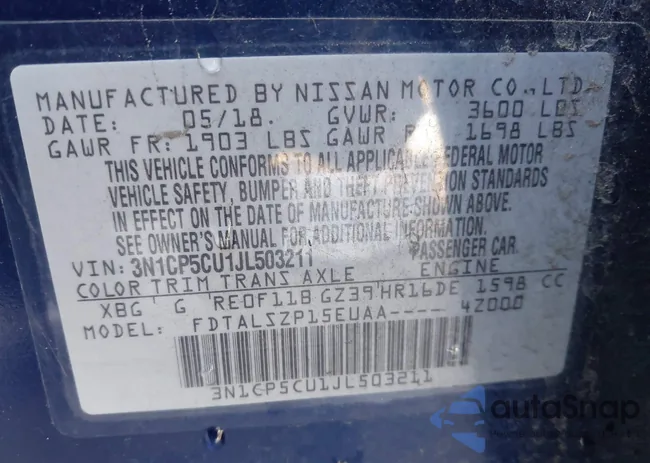 MANUFACTURED BY NISSAN MOTOR CO., LTD.
DATE: 05/18. GVWR: 3600 LBS
GAWR FR: 1903 LBS GAWR 1698 LBS
THIS VEHICLE CONFORMS TO ALL APPLICABLE FEDERAL MOTOR
VEHICLE SAFETY, BUMPER AND THEFT PREVENTION STANDARDS
IN EFFECT ON THE DATE OF MANUFACTURE SHOWN ABOVE.
SEE OWNER'S MANUAL FOR ADDITIONAL INFORMATION.
VIN: 3N1CP5CU1JL503211 PASSENGER CAR.
COLOR TRIM TRANS AXLE ENGINE
XBG G RE0F11B GZ39 HR16DE 1598 CC
MODEL: FDTALSZP15EUAA---- 4Z000
3N1CP5CU1JL503211
autoSnap